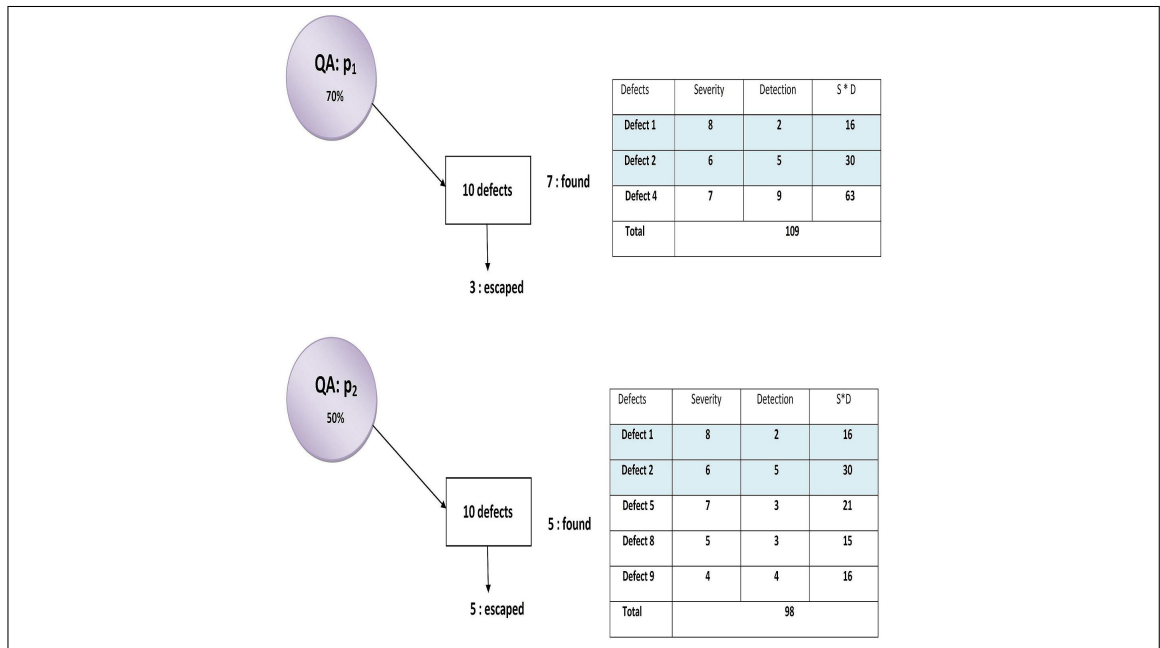 QA: p1
70%
10 defects
7 : found
3 : escaped
Defects Severity Detection S * D
Defect 1 8 2 16
Defect 2 6 5 30
Defect 4 7 9 63
Total 109
QA: p2
50%
10 defects
5 : found
5 : escaped
Defects Severity Detection S*D
Defect 1 8 2 16
Defect 2 6 5 30
Defect 5 7 3 21
Defect 8 5 3 15
Defect 9 4 4 16
Total 98